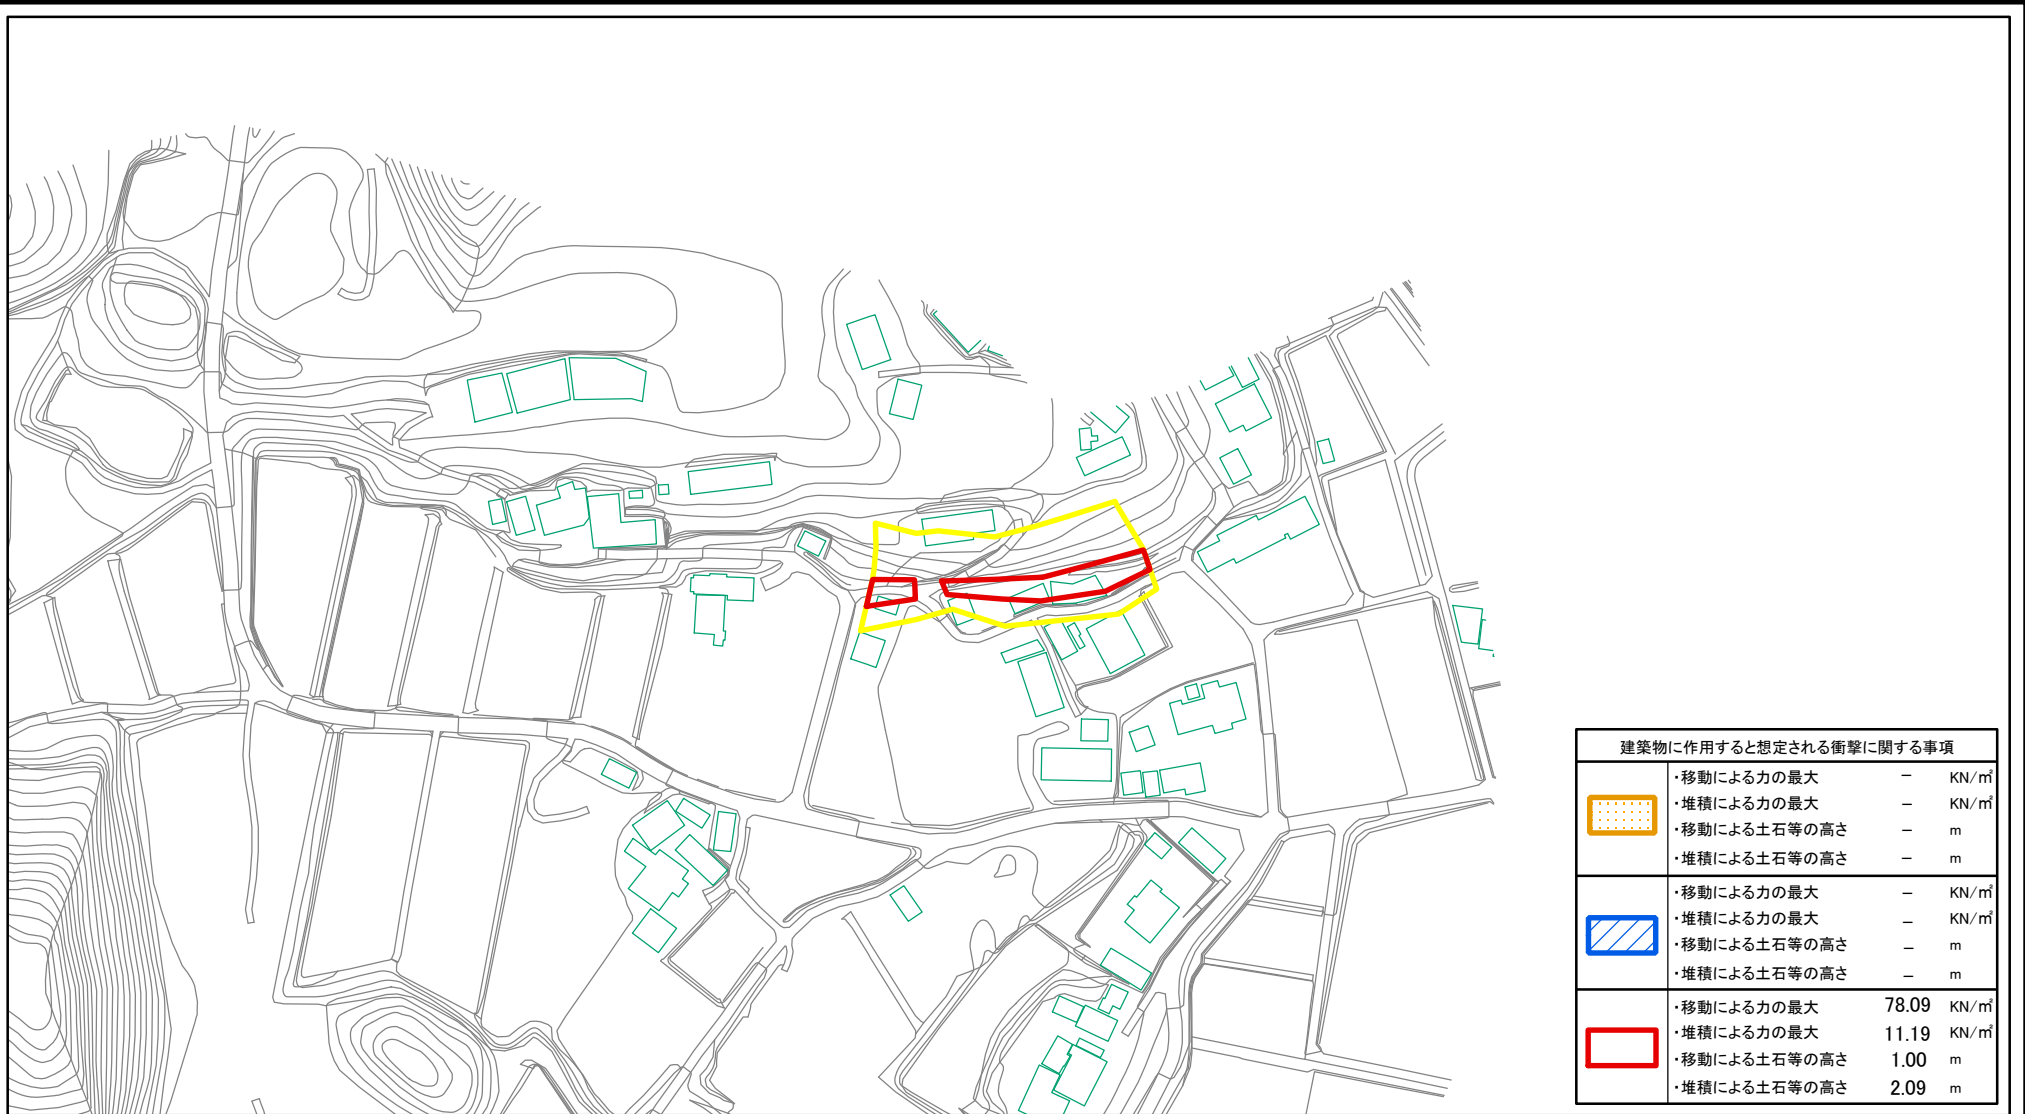 建築物に作用すると想定される衝撃に関する事項
・移動による力の最大 － KN/㎡
・堆積による力の最大 － KN/㎡
・移動による土石等の高さ － m
・堆積による土石等の高さ － m
・移動による力の最大 － KN/㎡
・堆積による力の最大 － KN/㎡
・移動による土石等の高さ － m
・堆積による土石等の高さ － m
・移動による力の最大 78.09 KN/㎡
・堆積による力の最大 11.19 KN/㎡
・移動による土石等の高さ 1.00 m
・堆積による土石等の高さ 2.09 m